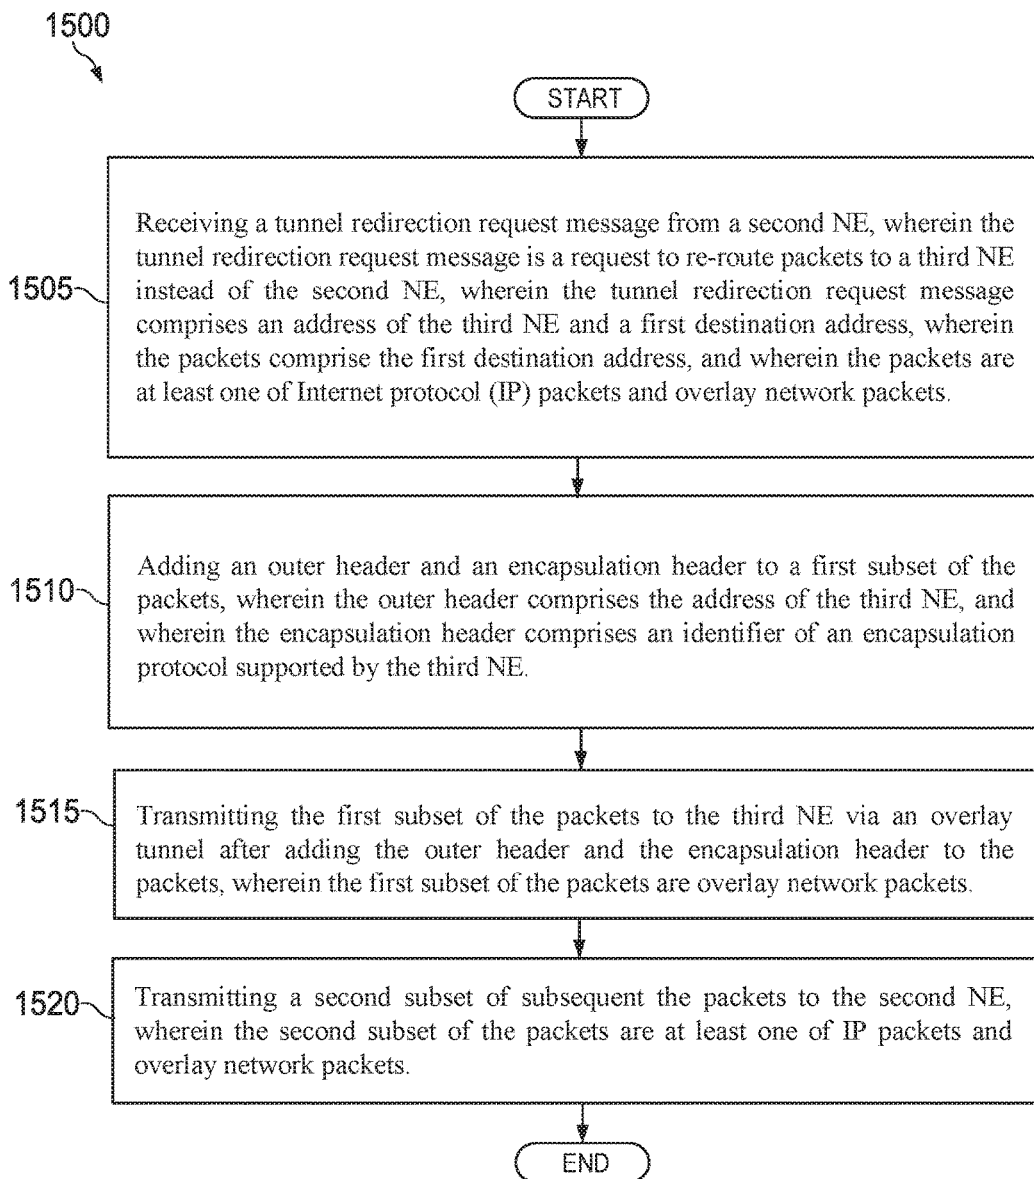 1500
START
1505
Receiving a tunnel redirection request message from a second NE, wherein the
tunnel redirection request message is a request to re-route packets to a third NE
instead of the second NE, wherein the tunnel redirection request message
comprises an address of the third NE and a first destination address, wherein
the packets comprise the first destination address, and wherein the packets are
at least one of Internet protocol (IP) packets and overlay network packets.
1510
Adding an outer header and an encapsulation header to a first subset of the
packets, wherein the outer header comprises the address of the third NE, and
wherein the encapsulation header comprises an identifier of an encapsulation
protocol supported by the third NE.
1515
Transmitting the first subset of the packets to the third NE via an overlay
tunnel after adding the outer header and the encapsulation header to the
packets, wherein the first subset of the packets are overlay network packets.
1520
Transmitting a second subset of subsequent the packets to the second NE,
wherein the second subset of the packets are at least one of IP packets and
overlay network packets.
END